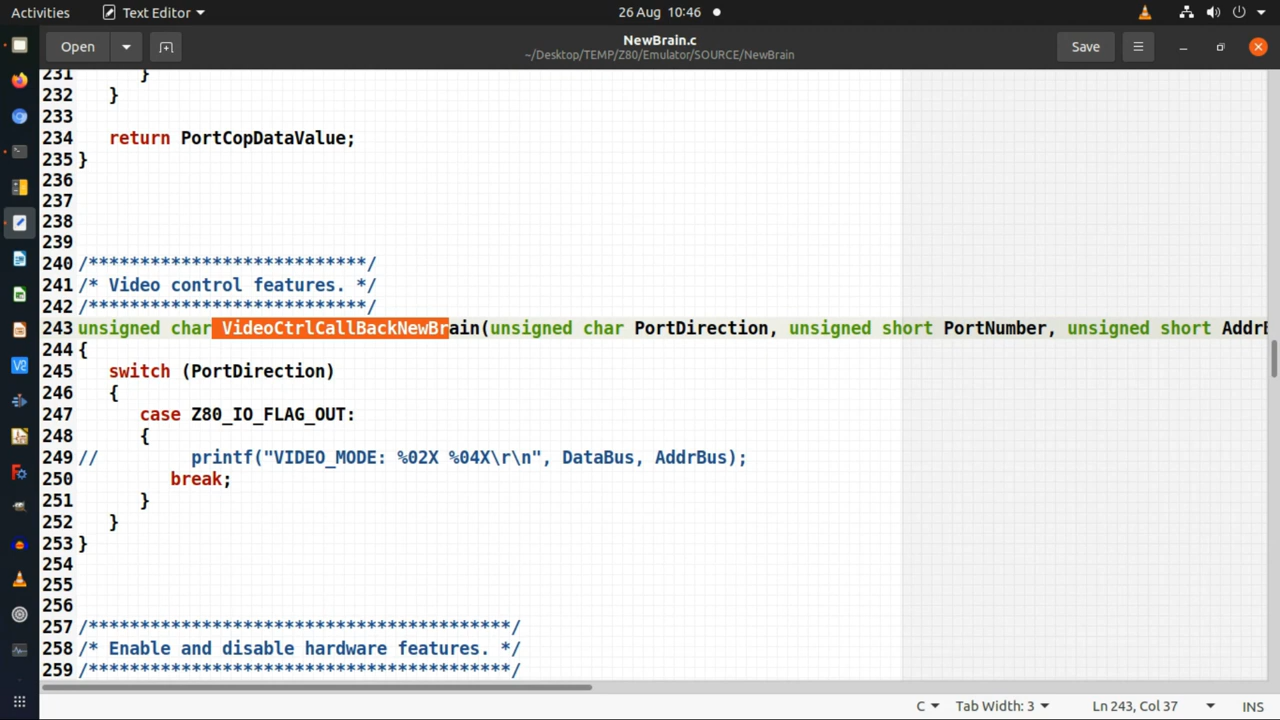 Activities Text Editor 26 Aug 10:46
Open NewBrain.c Save
~/Desktop/TEMP/Z80/Emulator/SOURCE/NewBrain
231 }
232 }
233
234 return PortCopDataValue;
235 }
236
237
238
239
240 /***************************/
241 /* Video control features. */
242 /***************************/
243 unsigned char VideoCtrlCallBackNewBrain(unsigned char PortDirection, unsigned short PortNumber, unsigned short AddrB
244 {
245 switch (PortDirection)
246 {
247 case Z80_IO_FLAG_OUT:
248 {
249 // printf("VIDEO_MODE: %02X %04X\r\n", DataBus, AddrBus);
250 break;
251 }
252 }
253 }
254
255
256
257 /*****************************************/
258 /* Enable and disable hardware features. */
259 /*****************************************/
C Tab Width: 3 Ln 243, Col 37 INS